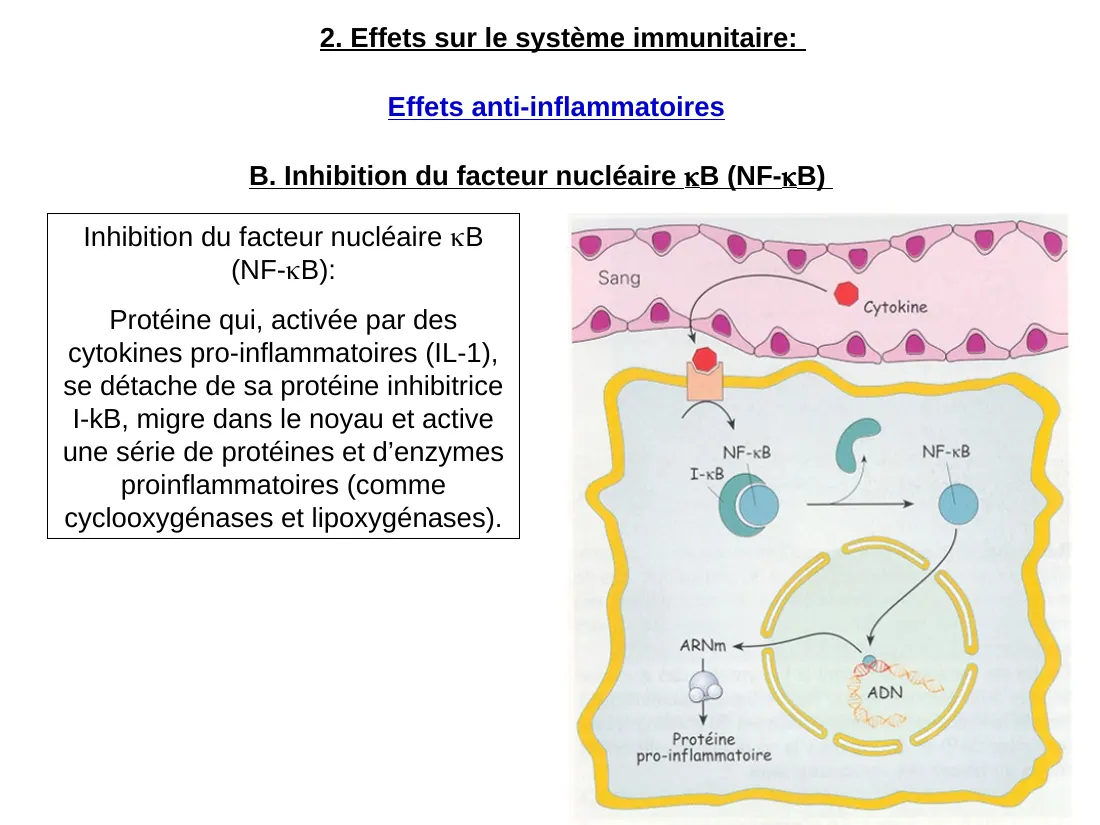 2. Effets sur le système immunitaire:
Effets anti-inflammatoires
B. Inhibition du facteur nucléaire κB (NF-κB)
Inhibition du facteur nucléaire κB
(NF-κB):
Protéine qui, activée par des
cytokines pro-inflammatoires (IL-1),
se détache de sa protéine inhibitrice
I-kB, migre dans le noyau et active
une série de protéines et d’enzymes
proinflammatoires (comme
cyclooxygénases et lipoxygénases).
Sang
Cytokine
NF-κB
I-κB
NF-κB
ARNm
ADN
Protéine
pro-inflammatoire